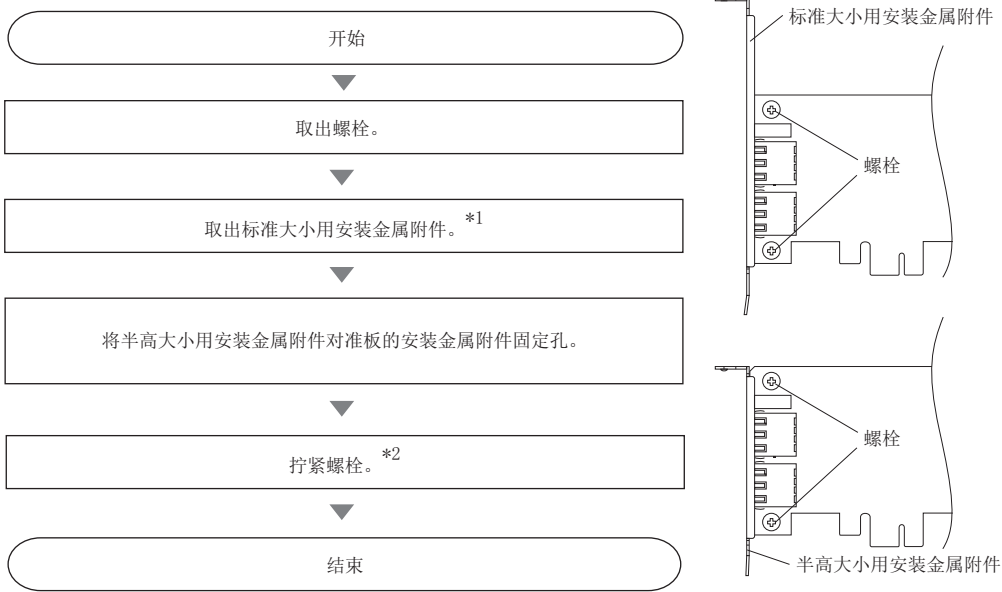 开始
取出螺栓。
取出标准大小用安装金属附件。*1
将半高大小用安装金属附件对准板的安装金属附件固定孔。
拧紧螺栓。*2
结束
标准大小用安装金属附件
螺栓
螺栓
半高大小用安装金属附件